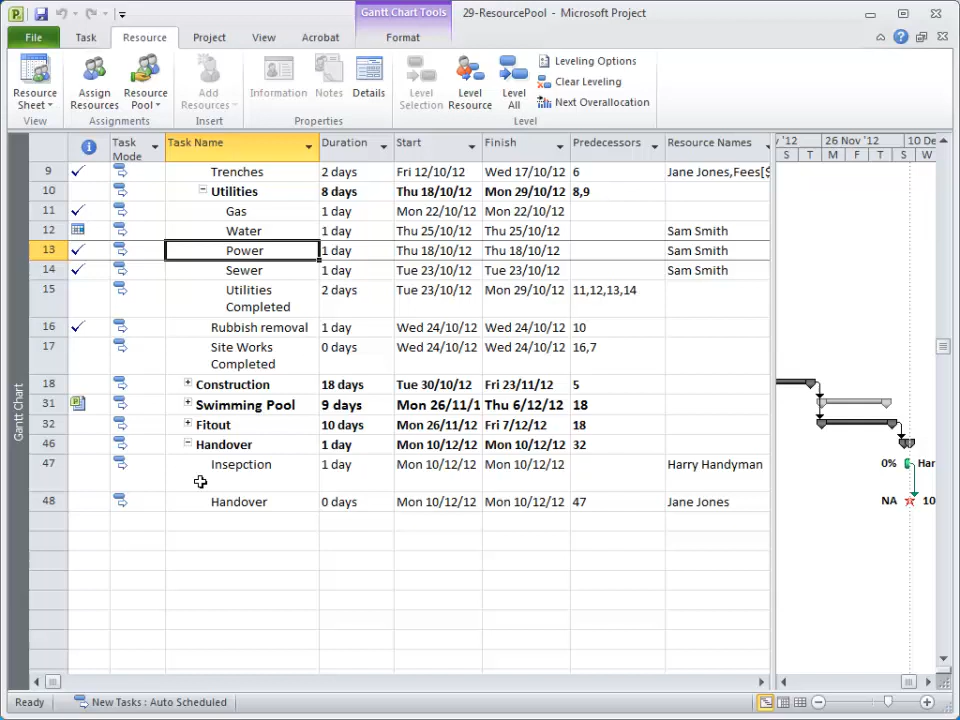 Gantt Chart Tools
29-ResourcePool - Microsoft Project
File Task Resource Project View Acrobat Format
Resource Sheet
Assign Resources
Resource Pool
Add Resources
Information
Notes
Details
Level Selection
Level Resource
Level All
Leveling Options
Clear Leveling
Next Overallocation
View Assignments Insert Properties Level
Task Mode Task Name Duration Start Finish Predecessors Resource Names
'12 26 Nov '12 10 De
S T M F T S W
9 Trenches 2 days Fri 12/10/12 Wed 17/10/12 6 Jane Jones,Fees[$
10 Utilities 8 days Thu 18/10/12 Mon 29/10/12 8,9
11 Gas 1 day Mon 22/10/12 Mon 22/10/12
12 Water 1 day Thu 25/10/12 Thu 25/10/12 Sam Smith
13 Power 1 day Thu 18/10/12 Thu 18/10/12 Sam Smith
14 Sewer 1 day Tue 23/10/12 Tue 23/10/12 Sam Smith
15 Utilities 2 days Tue 23/10/12 Mon 29/10/12 11,12,13,14
Completed
16 Rubbish removal 1 day Wed 24/10/12 Wed 24/10/12 10
17 Site Works 0 days Wed 24/10/12 Wed 24/10/12 16,7
Completed
18 Construction 18 days Tue 30/10/12 Fri 23/11/12 5
31 Swimming Pool 9 days Mon 26/11/1 Thu 6/12/12 18
32 Fitout 10 days Mon 26/11/1 Fri 7/12/12 18
46 Handover 1 day Mon 10/12/12 Mon 10/12/12 32
47 Insepction 1 day Mon 10/12/12 Mon 10/12/12 Harry Handyman 0% Har
48 Handover 0 days Mon 10/12/12 Mon 10/12/12 47 Jane Jones NA 10
Gantt Chart
Ready New Tasks : Auto Scheduled